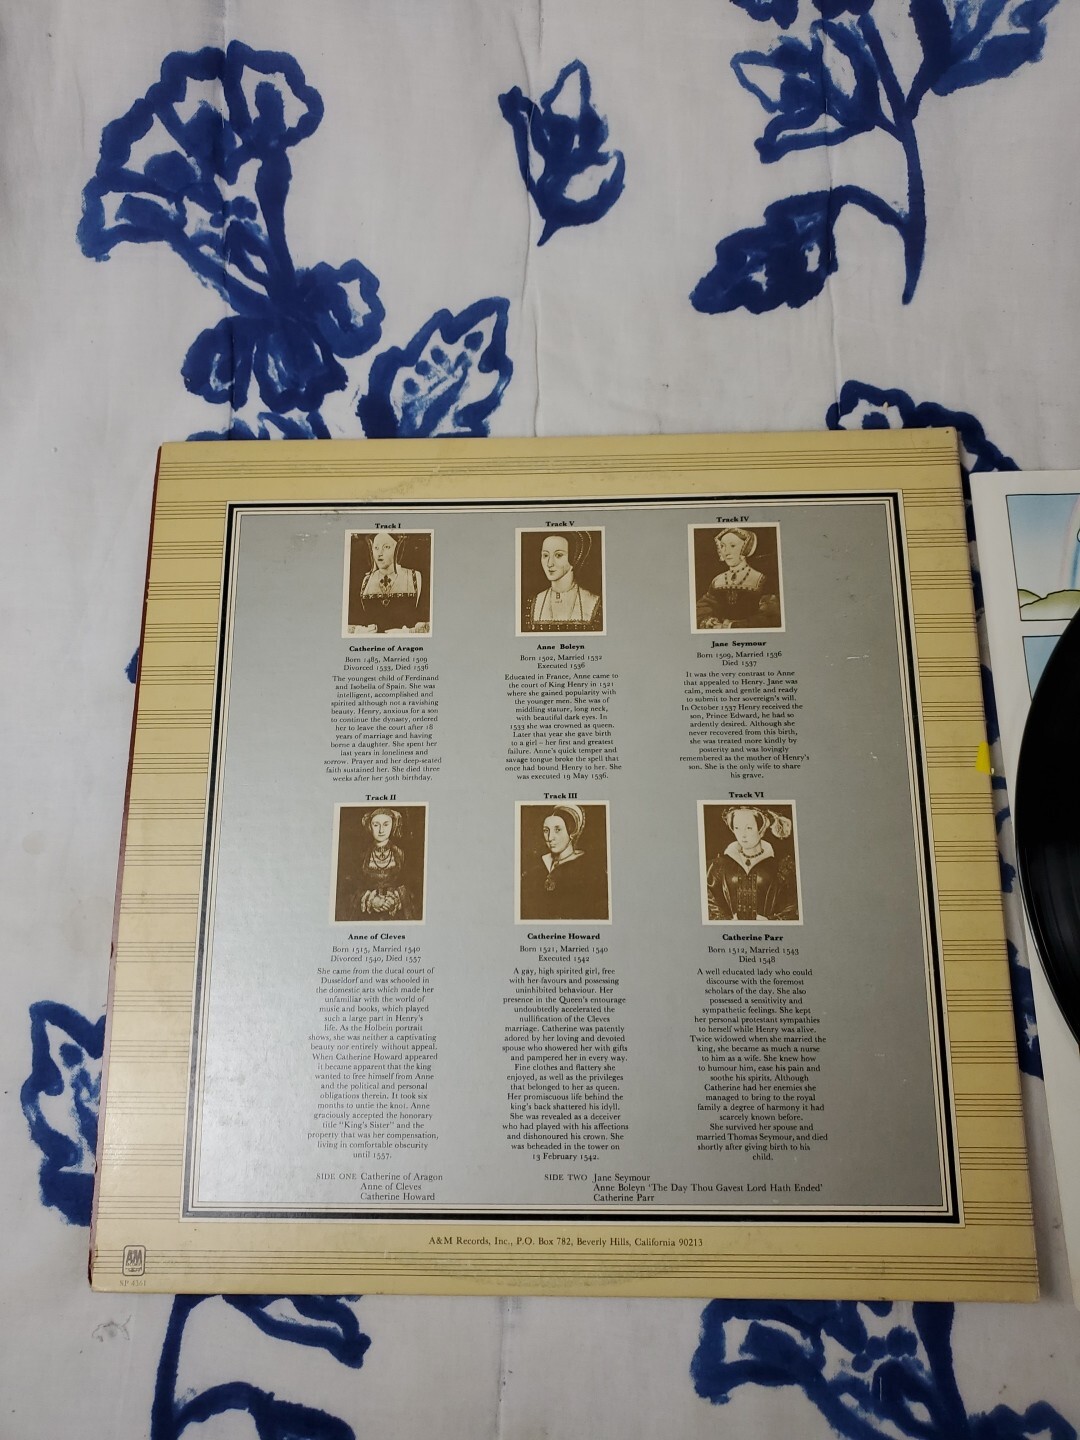 Track I
Catherine of Aragon
Born 1485, Married 1509
Divorced 1533, Died 1536
The youngest child of Ferdinand
and Isobella of Spain. She was
intelligent, accomplished and
spirited although not a ravishing
beauty. Henry, anxious for a son
to continue the dynasty, ordered
her to leave the court after 18
years of marriage and having
borne a daughter. She spent her
last years in loneliness and
sorrow. Prayer and her deep-seated
faith sustained her. She died three
weeks after her 50th birthday.
Track V
Anne Boleyn
Born 1502, Married 1532
Executed 1536
Educated in France, Anne came to
the court of King Henry in 1521
where she gained popularity with
the younger men. She was of
middling stature, long neck,
with beautiful dark eyes. In
1533 she was crowned as queen.
Later that year she gave birth
to a girl – her first and greatest
failure. Anne's quick temper and
savage tongue broke the spell that
once had bound Henry to her. She
was executed 19 May 1536.
Track IV
Jane Seymour
Born 1509, Married 1536
Died 1537
It was the very contrast to Anne
that appealed to Henry. Jane was
calm, meek and gentle and ready
to submit to her sovereign's will.
In October 1537 Henry received the
son, Prince Edward, he had so
ardently desired. Although she
never recovered from this birth,
she was treated more kindly by
posterity and was lovingly
remembered as the mother of Henry's
son. She is the only wife to share
his grave.
Track II
Anne of Cleves
Born 1515, Married 1540
Divorced 1540, Died 1557
She came from the ducal court of
Dusseldorf and was schooled in
the domestic arts which made her
unfamiliar with the world of
music and books, which played
such a large part in Henry's
life. As the Holbein portrait
shows, she was neither a captivating
beauty nor entirely without appeal.
When Catherine Howard appeared
it became apparent that the king
wanted to free himself from Anne
and the political and personal
obligations therein. It took six
months to untie the knot. Anne
graciously accepted the honorary
title "King's Sister" and the
property that was her compensation,
living in comfortable obscurity
until 1557.
Track III
Catherine Howard
Born 1521, Married 1540
Executed 1542
A gay, high spirited girl, free
with her favours and possessing
uninhibited behaviour. Her
presence in the Queen's entourage
undoubtedly accelerated the
nullification of the Cleves
marriage. Catherine was patently
adored by her loving and devoted
spouse who showered her with gifts
and pampered her in every way.
Fine clothes and flattery she
enjoyed, as well as the privileges
that belonged to her as queen.
Her promiscuous life behind the
king's back shattered his idyll.
She was revealed as a deceiver
who had played with his affections
and dishonoured his crown. She
was beheaded in the tower on
13 February 1542.
Track VI
Catherine Parr
Born 1512, Married 1543
Died 1548
A well educated lady who could
discourse with the foremost
scholars of the day. She also
possessed a sensitivity and
sympathetic feelings. She kept
her personal protestant sympathies
to herself while Henry was alive.
Twice widowed when she married the
king, she became as much a nurse
to him as a wife. She knew how
to humour him, ease his pain and
soothe his spirits. Although
Catherine had her enemies she
managed to bring to the royal
family a degree of harmony it had
scarcely known before.
She survived her spouse and
married Thomas Seymour, and died
shortly after giving birth to his
child.
SIDE ONE Catherine of Aragon
Anne of Cleves
Catherine Howard
SIDE TWO Jane Seymour
Anne Boleyn 'The Day Thou Gavest Lord Hath Ended'
Catherine Parr
A&M Records, Inc., P.O. Box 782, Beverly Hills, California 90213
A&M
SP 4361